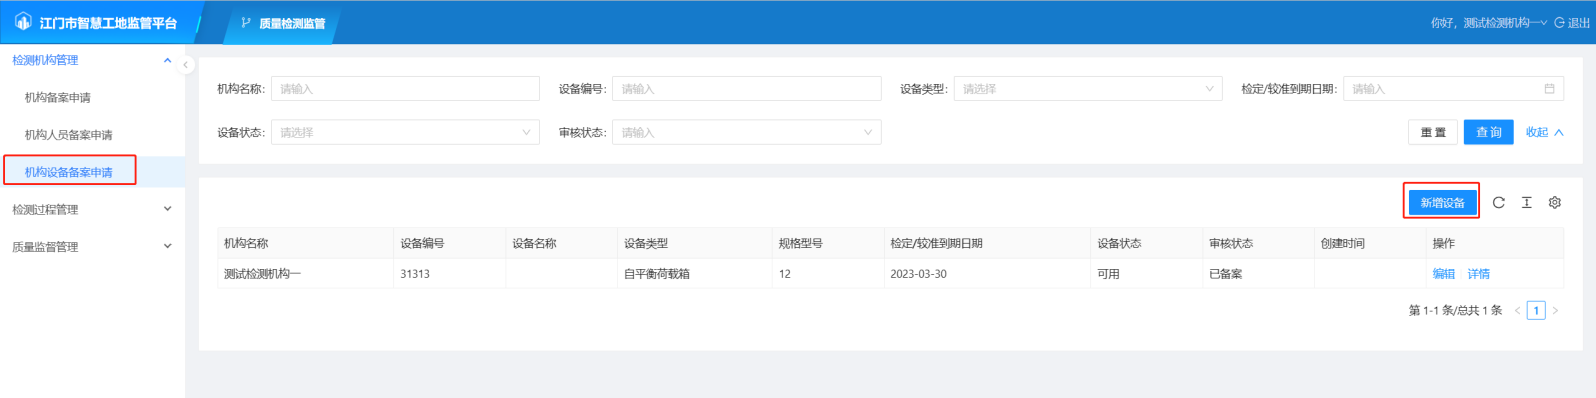 江门市智慧工地监管平台
质量检测监管
你好，测试检测机构一 退出
检测机构管理
机构备案申请
机构人员备案申请
机构设备备案申请
检测过程管理
质量监督管理
机构名称: 请输入 设备编号: 请输入 设备类型: 请选择 检定/较准到期日期: 请输入
设备状态: 请选择 审核状态: 请输入 重置 查询 收起
新增设备
机构名称 设备编号 设备名称 设备类型 规格型号 检定/较准到期日期 设备状态 审核状态 创建时间 操作
测试检测机构一 31313 自平衡荷载箱 12 2023-03-30 可用 已备案 编辑 详情
第 1-1 条/总共 1 条 < 1 >